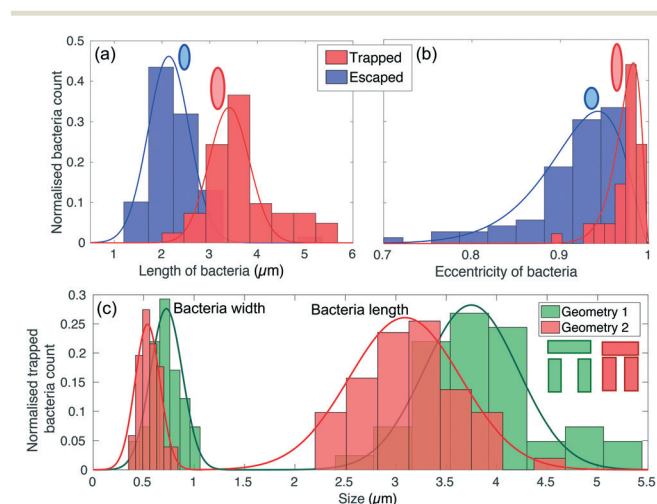 0.5
(a)
Trapped
Escaped
(b)
0.4
0.3
0.2
0.1
0
Normalised bacteria count
1 2 3 4 5 6
Length of bacteria (µm)
0.7 0.8 0.9 1
Eccentricity of bacteria
0.3
0.25
0.2
0.15
0.1
0.05
0
Normalised trapped
bacteria count
(c)
Bacteria width
Bacteria length
Geometry 1
Geometry 2
0 0.5 1 1.5 2 2.5 3 3.5 4 4.5 5 5.5
Size (µm)